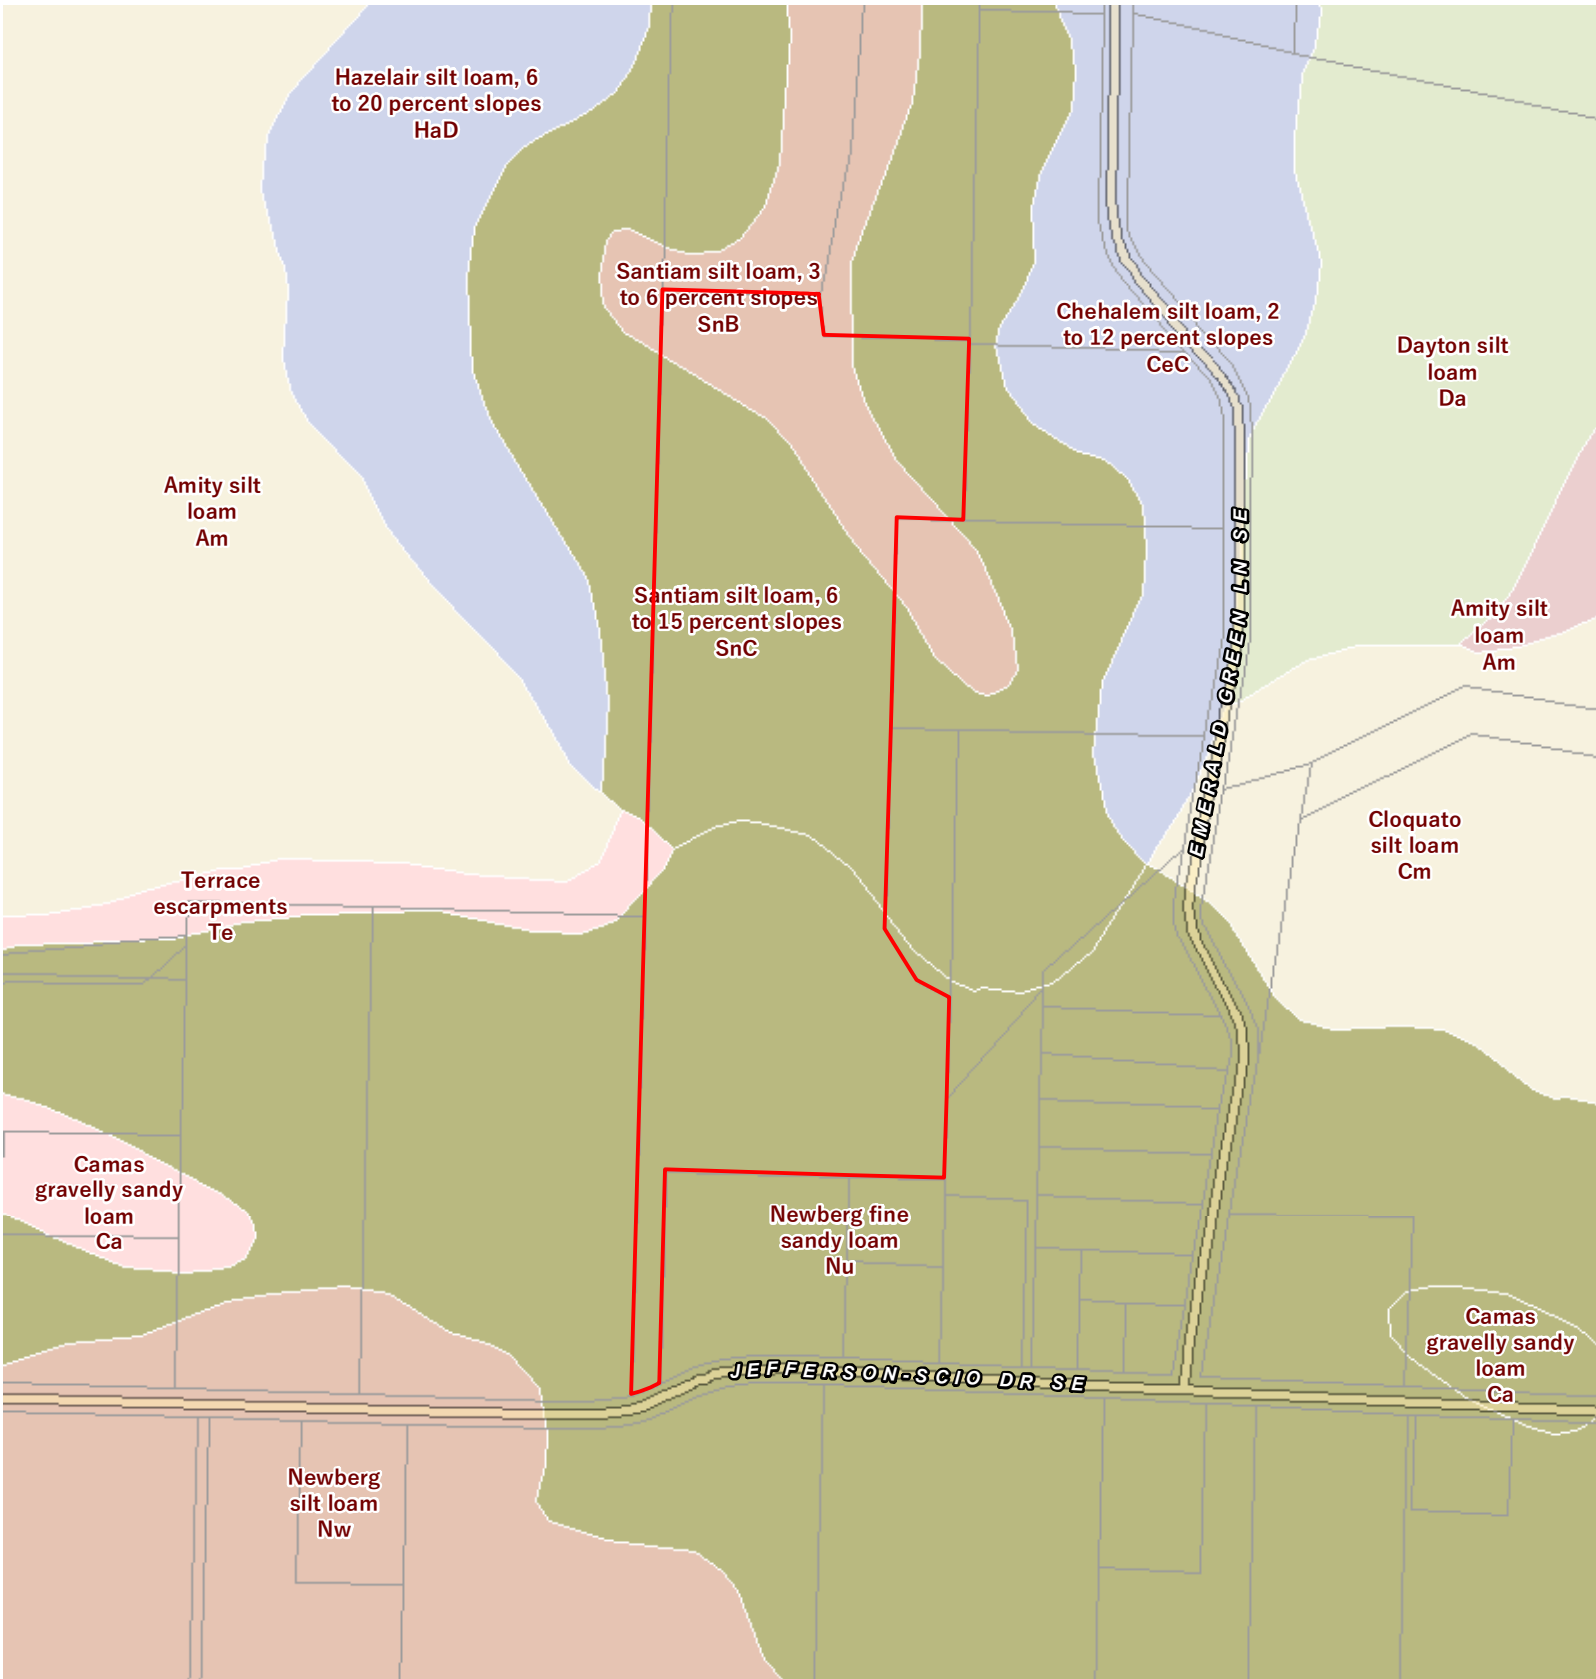 Hazelair silt loam, 6
to 20 percent slopes
HaD
Santiam silt loam, 3
to 6 percent slopes
SnB
Chehalem silt loam, 2
to 12 percent slopes
CeC
Dayton silt
loam
Da
Amity silt
loam
Am
EMERALD GREEN LN SE
Santiam silt loam, 6
to 15 percent slopes
SnC
Amity silt
loam
Am
Cloquato
silt loam
Cm
Terrace
escarpments
Te
Camas
gravelly sandy
loam
Ca
Newberg fine
sandy loam
Nu
Camas
gravelly sandy
loam
Ca
JEFFERSON-SCIO DR SE
Newberg
silt loam
Nw